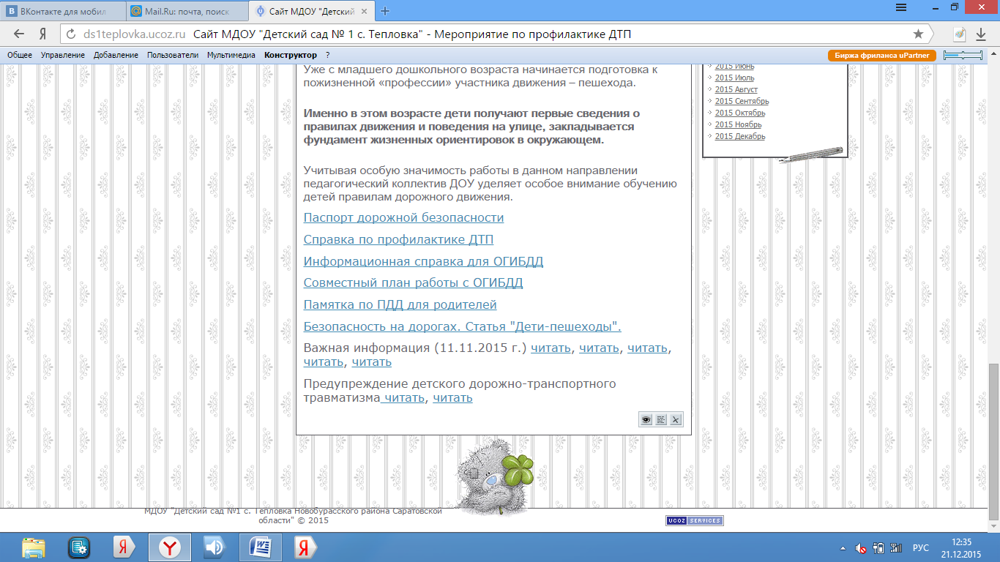 ВКонтакте для мобил
Mail.Ru: почта, поиск
Сайт МДОУ "Детский
ds1teplovka.ucoz.ru Сайт МДОУ "Детский сад № 1 с. Тепловка" - Мероприятие по профилактике ДТП
Общее Управление Добавление Пользователи Мультимедиа Конструктор ?
Биржа фриланса uPartner
Уже с младшего дошкольного возраста начинается подготовка к
пожизненной «профессии» участника движения – пешехода.
Именно в этом возрасте дети получают первые сведения о
правилах движения и поведения на улице, закладывается
фундамент жизненных ориентировок в окружающем.
Учитывая особую значимость работы в данном направлении
педагогический коллектив ДОУ уделяет особое внимание обучению
детей правилам дорожного движения.
Паспорт дорожной безопасности
Справка по профилактике ДТП
Информационная справка для ОГИБДД
Совместный план работы с ОГИБДД
Памятка по ПДД для родителей
Безопасность на дорогах. Статья "Дети-пешеходы".
Важная информация (11.11.2015 г.) читать, читать, читать,
читать, читать
Предупреждение детского дорожно-транспортного
травматизма читать, читать
2015 Июнь
2015 Июль
2015 Август
2015 Сентябрь
2015 Октябрь
2015 Ноябрь
2015 Декабрь
МДОУ "Детский сад №1 с. Тепловка Новобурасского района Саратовской
области" © 2015
UCOZ SERVICES
РУС
12:35
21.12.2015